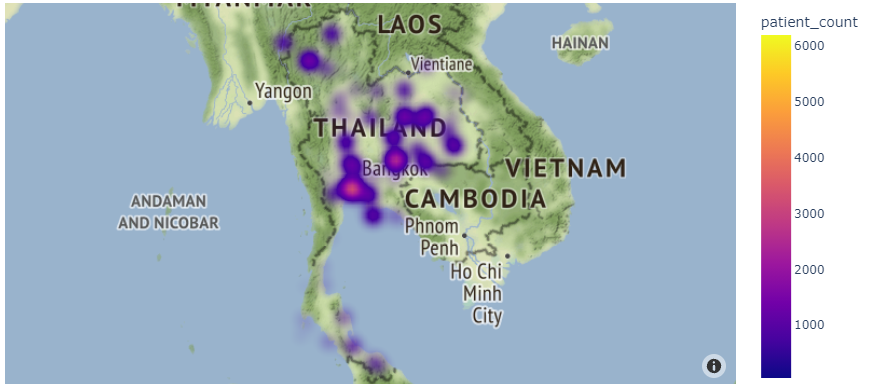 LAOS
patient_count
HAINAN
6000
Vientiane
Yangon
5000
THAILAND
4000
Bangkok
VIETNAM
ANDAMAN
AND NICOBAR
CAMBODIA
3000
Phnom
Penh
2000
Ho Chi
Minh
City
1000
i